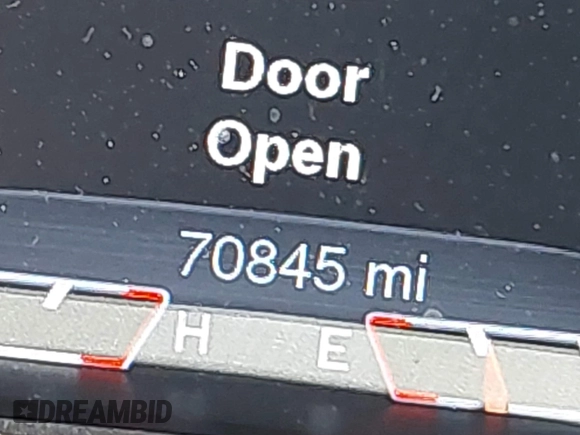 Door
Open
70845 mi
H E
DREAMBID